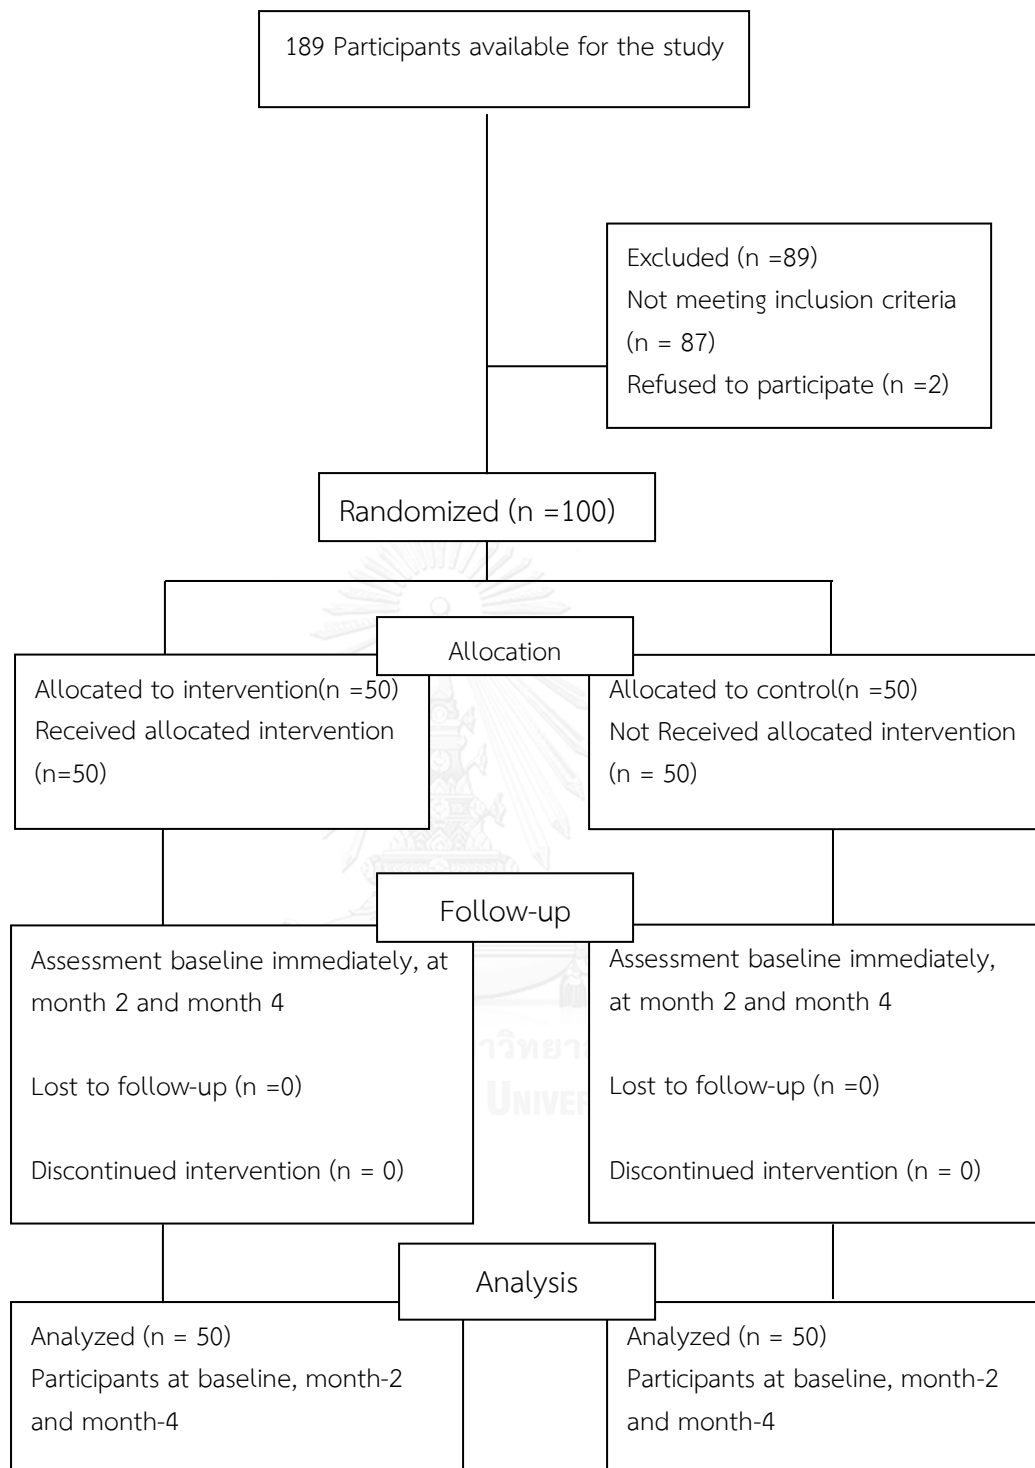 189 Participants available for the study
Excluded (n =89)
Not meeting inclusion criteria
(n = 87)
Refused to participate (n =2)
Randomized (n =100)
Allocation
Allocated to intervention(n =50)
Received allocated intervention
(n=50)
Allocated to control(n =50)
Not Received allocated intervention
(n = 50)
Follow-up
Assessment baseline immediately, at
month 2 and month 4
Lost to follow-up (n =0)
Discontinued intervention (n = 0)
Assessment baseline immediately,
at month 2 and month 4
Lost to follow-up (n =0)
Discontinued intervention (n = 0)
Analysis
Analyzed (n = 50)
Participants at baseline, month-2
and month-4
Analyzed (n = 50)
Participants at baseline, month-2
and month-4